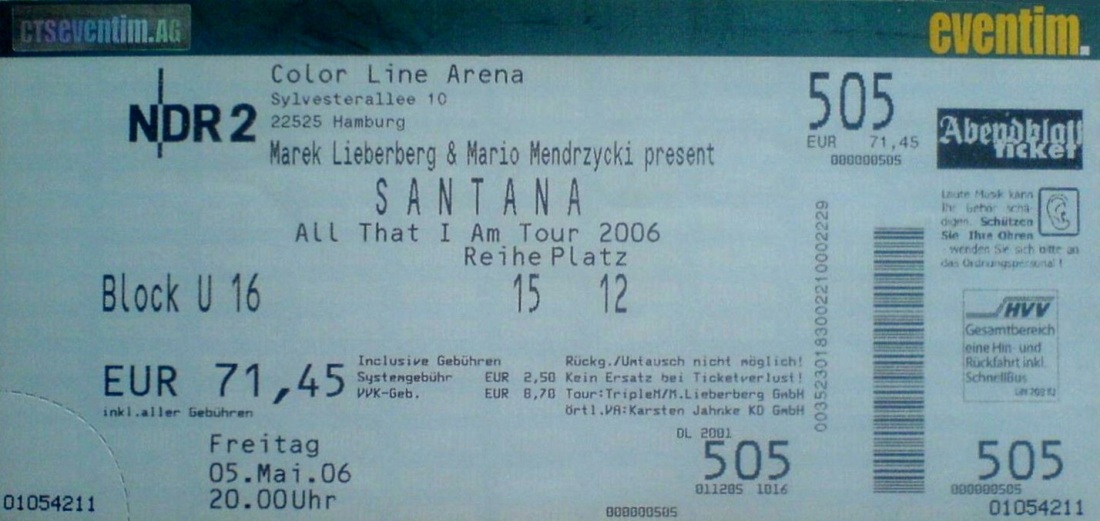 CTSeventim.AG
eventim.
NDR 2
Color Line Arena
Sylvesterallee 10
22525 Hamburg
Marek Lieberberg & Mario Mendrzycki present
SANTANA
All That I Am Tour 2006
Reihe Platz
Block U 16 15 12
EUR 71,45
inkl.aller Gebühren
Inclusive Gebühren
Systemgebühr EUR 2,50
VVK-Geb. EUR 8,70
Rückg./Umtausch nicht möglich!
Kein Ersatz bei Ticketverlust!
Tour:TripleM/M.Lieberberg GmbH
örtl.VA:Karsten Jahnke KD GmbH
Freitag
05.Mai.06
20.00Uhr
01054211
DL 2001
505
011205 1016
000000505
505
EUR 71,45
000000505
0035230183002210002229
Abendblatt
Ticket
Laute Musik kann
Ihr Gehör schä-
digen. Schützen
Sie Ihre Ohren
- wenden Sie sich bitte an
das Ordnungspersonal !
HVV
Gesamtbereich
eine Hin- und
Rückfahrt inkl.
SchnellBus
505
000000505
01054211